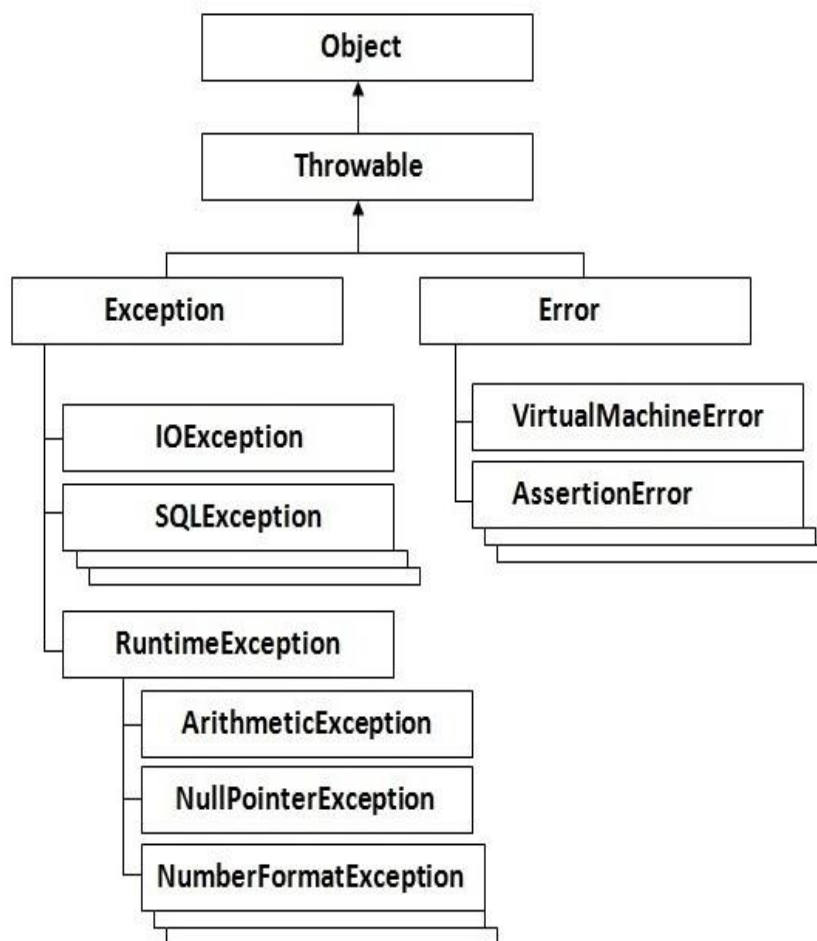 Object
Throwable
Exception
Error
IOException
SQLException
RuntimeException
ArithmeticException
NullPointerException
NumberFormatException
VirtualMachineError
AssertionError